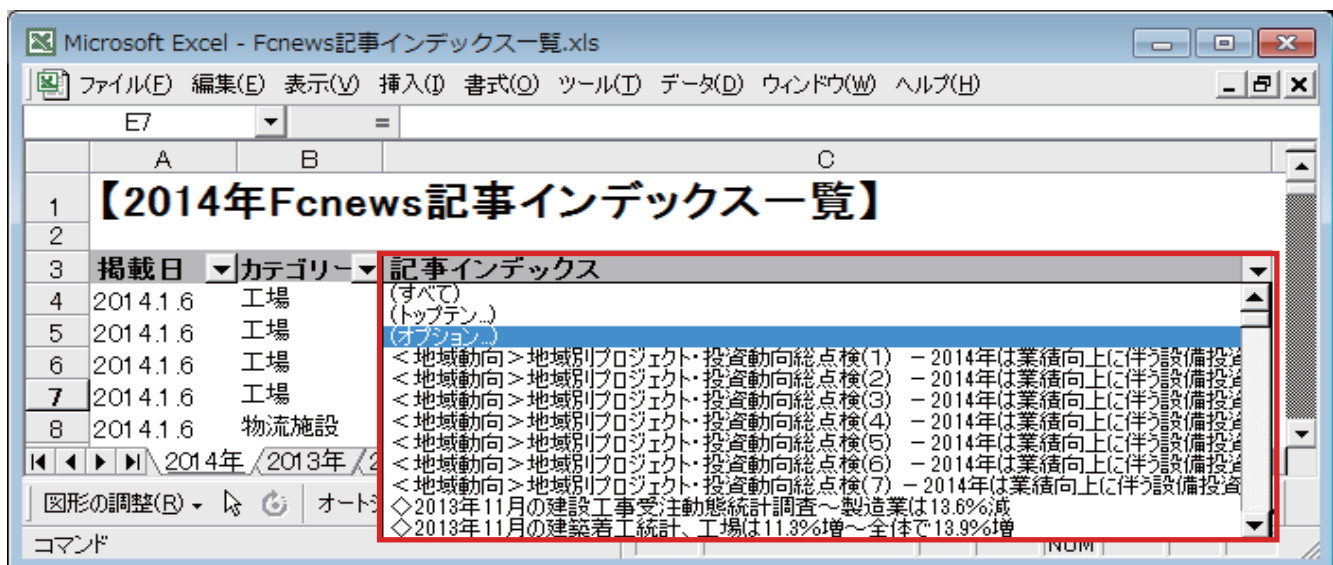 Microsoft Excel - Fcnews記事インデックス一覧.xls
ファイル(F) 編集(E) 表示(V) 挿入(I) 書式(O) ツール(T) データ(D) ウィンドウ(W) ヘルプ(H)
E7 =
A B C
1 【2014年Fcnews記事インデックス一覧】
2
3 掲載日 カテゴリー 記事インデックス
4 2014.1.6 工場
5 2014.1.6 工場
6 2014.1.6 工場
7 2014.1.6 工場
8 2014.1.6 物流施設
(すべて)
(トップテン...)
(オプション...)
<地域動向>地域別プロジェクト・投資動向総点検(1) -2014年は業績向上に伴う設備投資
<地域動向>地域別プロジェクト・投資動向総点検(2) -2014年は業績向上に伴う設備投資
<地域動向>地域別プロジェクト・投資動向総点検(3) -2014年は業績向上に伴う設備投資
<地域動向>地域別プロジェクト・投資動向総点検(4) -2014年は業績向上に伴う設備投資
<地域動向>地域別プロジェクト・投資動向総点検(5) -2014年は業績向上に伴う設備投資
<地域動向>地域別プロジェクト・投資動向総点検(6) -2014年は業績向上に伴う設備投資
<地域動向>地域別プロジェクト・投資動向総点検(7) -2014年は業績向上に伴う設備投資
◇2013年11月の建設工事受注動態統計調査~製造業は13.6%減
◇2013年11月の建築着工統計、工場は11.3%増~全体で13.9%増
2014年 2013年 2
図形の調整(R) オート
コマンド NUM